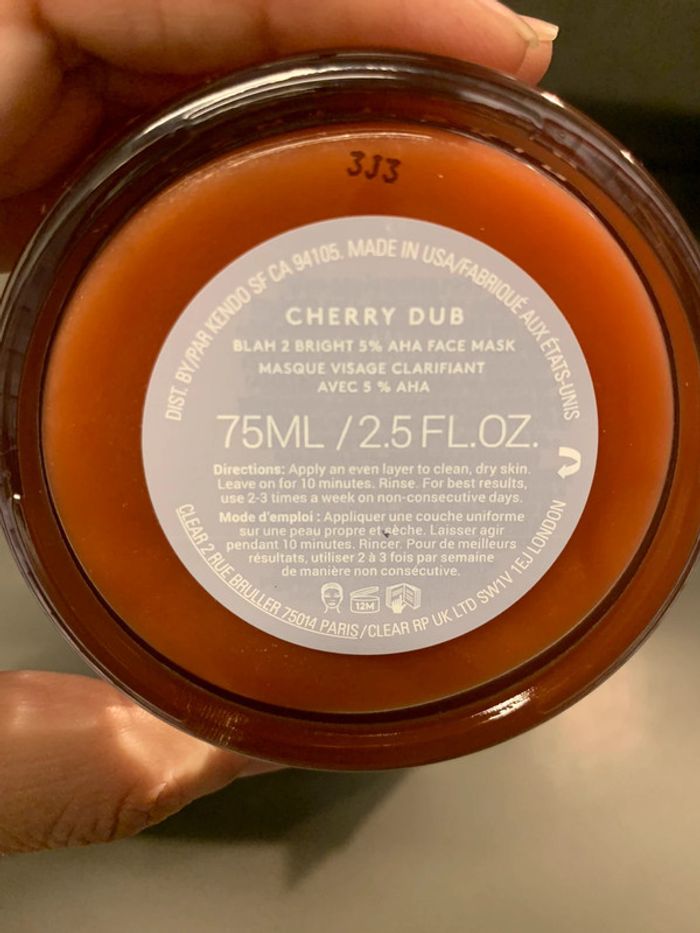 3J3
DIST. BY/PAR KENDO SF CA 94105. MADE IN USA/FABRIQUÉ AUX ÉTATS-UNIS
CHERRY DUB
BLAH 2 BRIGHT 5% AHA FACE MASK
MASQUE VISAGE CLARIFIANT
AVEC 5 % AHA
75ML / 2.5 FL.OZ.
Directions: Apply an even layer to clean, dry skin.
Leave on for 10 minutes. Rinse. For best results,
use 2-3 times a week on non-consecutive days.
Mode d'emploi : Appliquer une couche uniforme
sur une peau propre et sèche. Laisser agir
pendant 10 minutes. Rincer. Pour de meilleurs
résultats, utiliser 2 à 3 fois par semaine
de manière non consécutive.
12M
CLEAR 2 RUE BRULLER 75014 PARIS/CLEAR RP UK LTD SW1V 1EJ LONDON